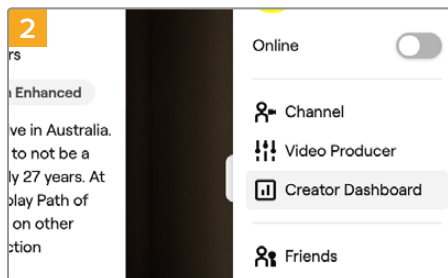 2
rs
Enhanced
ve in Australia.
to not be a
ly 27 years. At
play Path of
on other
ction
Online
Channel
Video Producer
Creator Dashboard
Friends